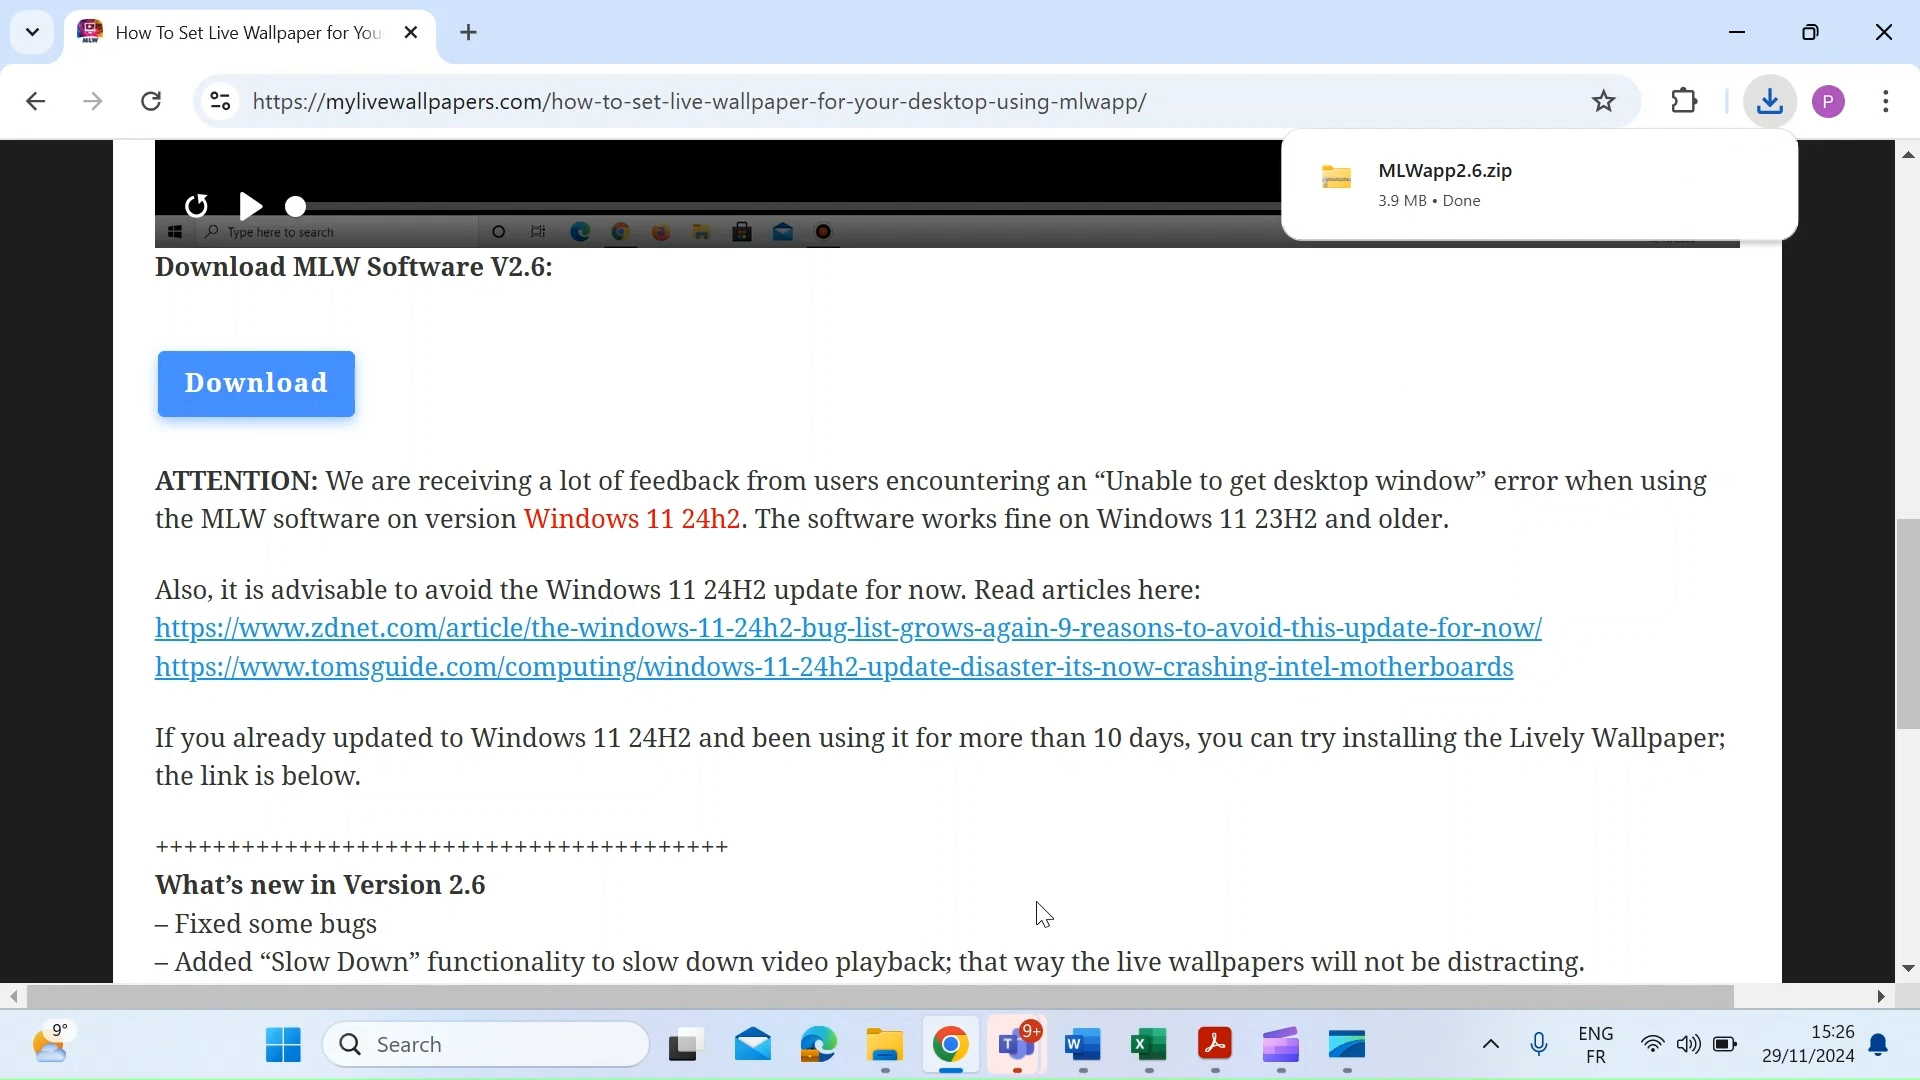 How To Set Live Wallpaper for You
https://mylivewallpapers.com/how-to-set-live-wallpaper-for-your-desktop-using-mlwapp/
P
MLWapp2.6.zip
3.9 MB • Done
Type here to search
Download MLW Software V2.6:
Download
ATTENTION: We are receiving a lot of feedback from users encountering an “Unable to get desktop window” error when using
the MLW software on version Windows 11 24h2. The software works fine on Windows 11 23H2 and older.
Also, it is advisable to avoid the Windows 11 24H2 update for now. Read articles here:
https://www.zdnet.com/article/the-windows-11-24h2-bug-list-grows-again-9-reasons-to-avoid-this-update-for-now/
https://www.tomsguide.com/computing/windows-11-24h2-update-disaster-its-now-crashing-intel-motherboards
If you already updated to Windows 11 24H2 and been using it for more than 10 days, you can try installing the Lively Wallpaper;
the link is below.
++++++++++++++++++++++++++++++++++++++++
What’s new in Version 2.6
– Fixed some bugs
– Added “Slow Down” functionality to slow down video playback; that way the live wallpapers will not be distracting.
9°
Search
9+
ENG
FR
15:26
29/11/2024